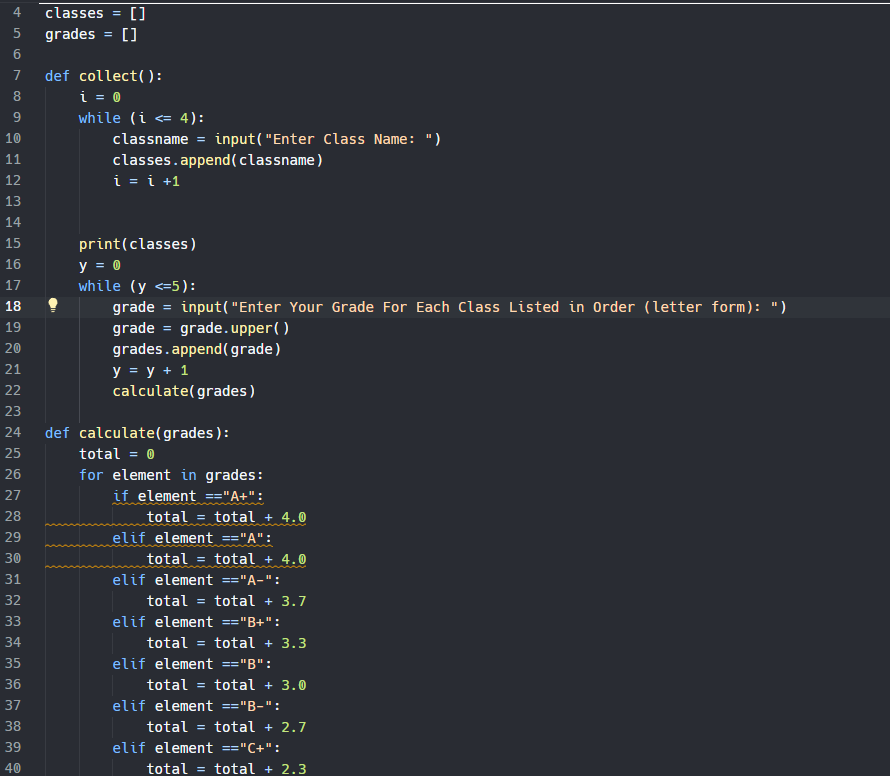 4 classes = []
5 grades = []
6
7 def collect():
8     i = 0
9     while (i <= 4):
10         classname = input("Enter Class Name: ")
11         classes.append(classname)
12         i = i +1
13
14
15     print(classes)
16     y = 0
17     while (y <=5):
18         grade = input("Enter Your Grade For Each Class Listed in Order (letter form): ")
19         grade = grade.upper()
20         grades.append(grade)
21         y = y + 1
22         calculate(grades)
23
24 def calculate(grades):
25     total = 0
26     for element in grades:
27         if element =="A+":
28             total = total + 4.0
29         elif element =="A":
30             total = total + 4.0
31         elif element =="A-":
32             total = total + 3.7
33         elif element =="B+":
34             total = total + 3.3
35         elif element =="B":
36             total = total + 3.0
37         elif element =="B-":
38             total = total + 2.7
39         elif element =="C+":
40             total = total + 2.3